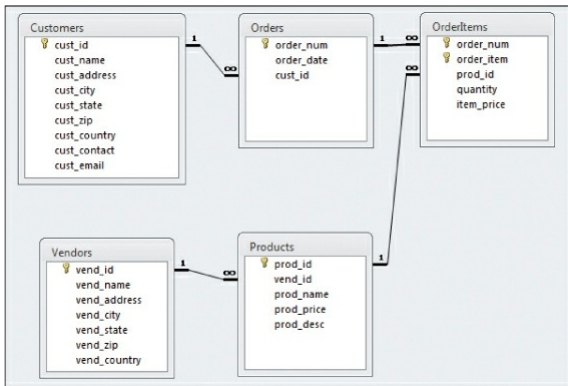 Customers
cust_id
cust_name
cust_address
cust_city
cust_state
cust_zip
cust_country
cust_contact
cust_email
1
∞
Orders
order_num
order_date
cust_id
1
∞
OrderItems
order_num
order_item
prod_id
quantity
item_price
∞
Vendors
vend_id
vend_name
vend_address
vend_city
vend_state
vend_zip
vend_country
1
∞
Products
prod_id
vend_id
prod_name
prod_price
prod_desc
1